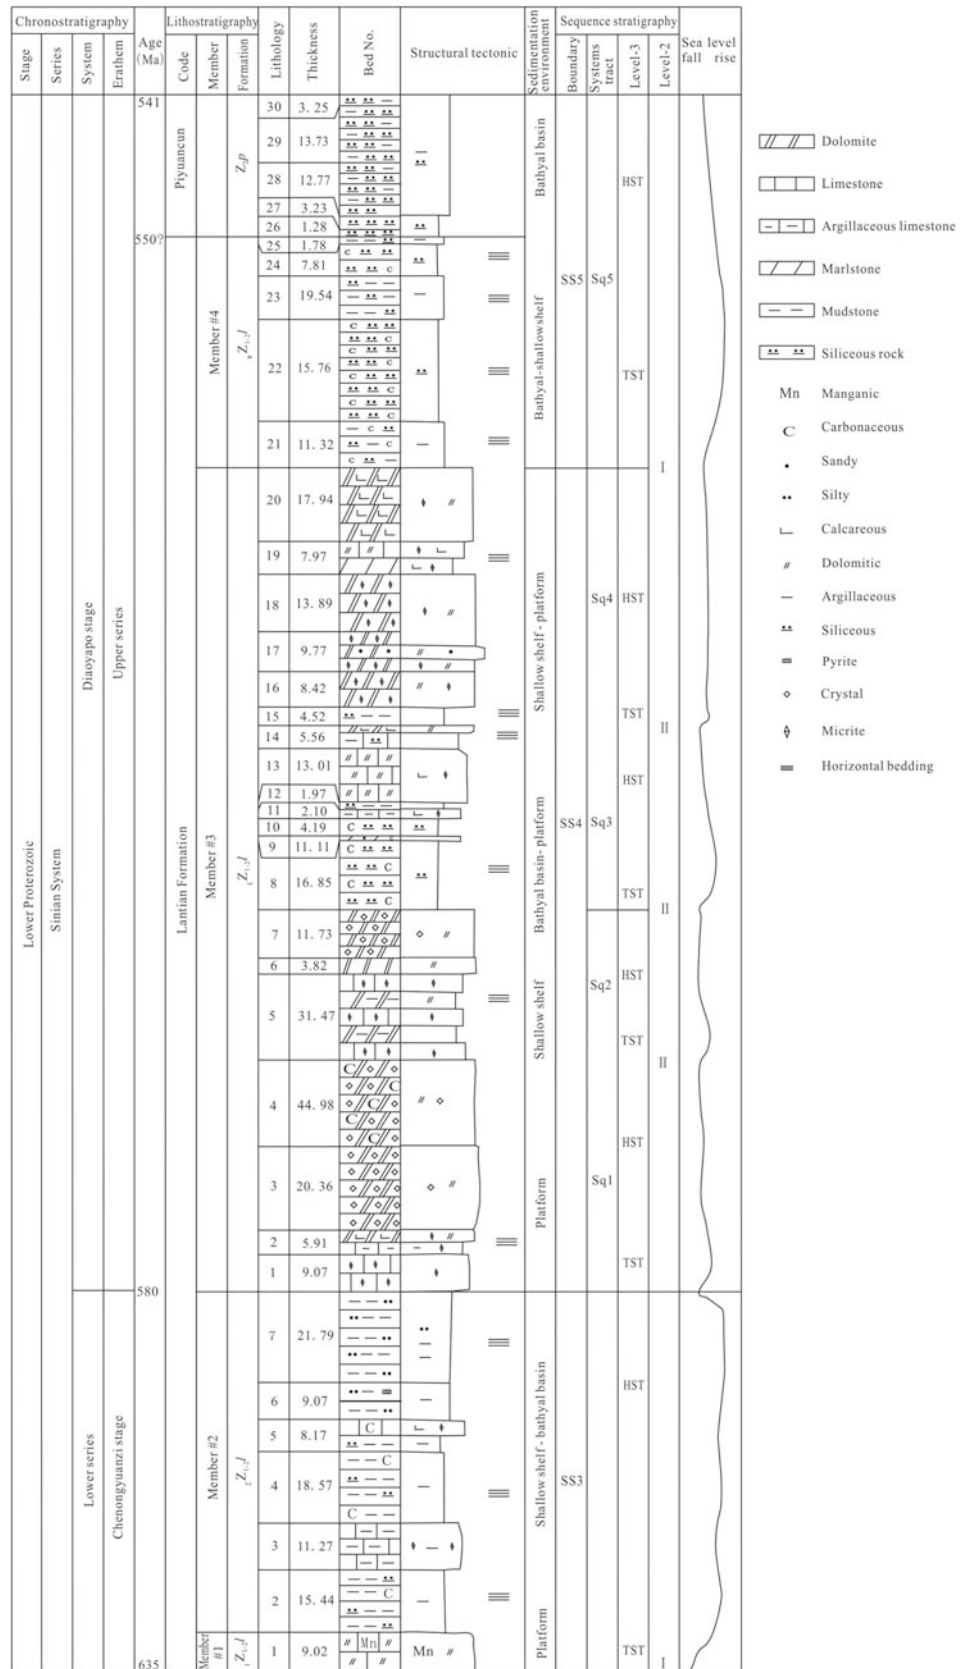 Chronostratigraphy
Lithostratigraphy
Sequence stratigraphy
Stage
Series
System
Erathem
Age
(Ma)
Code
Member
Formation
Lithology
Thickness
Bed No.
Structural tectonic
Sedimentation
environment
Boundary
Systems
tract
Level-3
Level-2
Sea level
fall rise
541
550?
580
635
Lower Proterozoic
Sinian System
Diaoyapo stage
Upper series
Lower series
Chenongyuanzi stage
Piyuancun
Lantian Formation
Member #4
Member #3
Member #2
Member
#1
Z₂p
₄Z₁₋₂l
₃Z₁₋₂l
₂Z₁₋₂l
₁Z₁₋₂l
30 3.25
29 13.73
28 12.77
27 3.23
26 1.28
25 1.78
24 7.81
23 19.54
22 15.76
21 11.32
20 17.94
19 7.97
18 13.89
17 9.77
16 8.42
15 4.52
14 5.56
13 13.01
12 1.97
11 2.10
10 4.19
9 11.11
8 16.85
7 11.73
6 3.82
5 31.47
4 44.98
3 20.36
2 5.91
1 9.07
7 21.79
6 9.07
5 8.17
4 18.57
3 11.27
2 15.44
1 9.02
Mn
Mn
Bathyal basin
Bathyal-shallowshelf
Shallow shelf - platform
Bathyal basin- platform
Shallow shelf
Platform
Shallow shelf - bathyal basin
Platform
SS5
SS4
SS3
Sq5
Sq4
Sq3
Sq2
Sq1
HST
TST
HST
TST
HST
TST
HST
TST
HST
TST
HST
TST
I
II
II
II
I
Dolomite
Limestone
Argillaceous limestone
Marlstone
Mudstone
Siliceous rock
Mn Manganic
C Carbonaceous
Sandy
Silty
Calcareous
Dolomitic
Argillaceous
Siliceous
Pyrite
Crystal
Micrite
Horizontal bedding